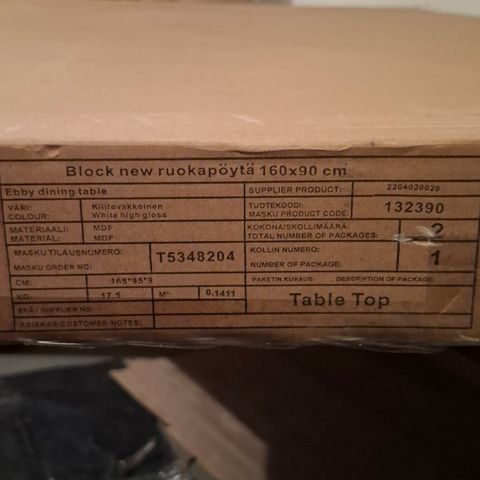 Block new ruokapöytä 160x90 cm
Ebby dining table
SUPPLIER PRODUCT: 2204020029
VÄRI: Kiiltovalkoinen
COLOUR: White high gloss
TUOTEKOODI:
MASKU PRODUCT CODE: 132390
MATERIAALI: MDF
MATERIAL: MDF
KOKONAISKOLLIMÄÄRÄ:
TOTAL NUMBER OF PACKAGES: 2
MASKU TILAUSNUMERO:
MASKU ORDER NO: T5348204
KOLLIN NUMERO:
NUMBER OF PACKAGE: 1
CM: 165*95*9
PAKETIN KUVAUS: DESCRIPTION OF PACKAGE:
KG: 17.5 M³: 0.1411
Table Top
ERÄ/ SUPPLIER NO: -
ASIAKAS/CUSTOMER/NOTES: